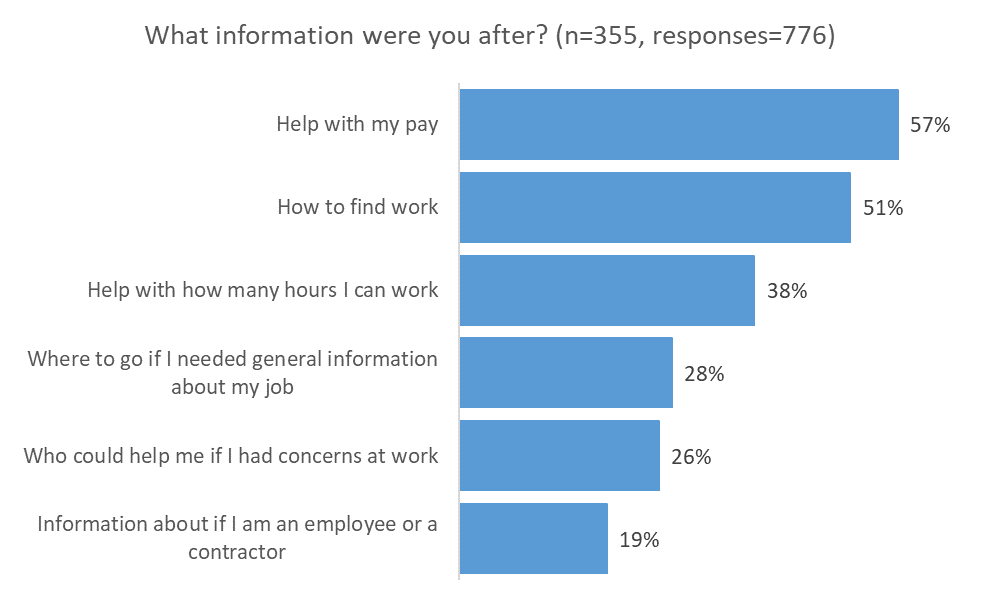 What information were you after? (n=355, responses=776)
Help with my pay
57%
How to find work
51%
Help with how many hours I can work
38%
Where to go if I needed general information
about my job
28%
Who could help me if I had concerns at work
26%
Information about if I am an employee or a
contractor
19%